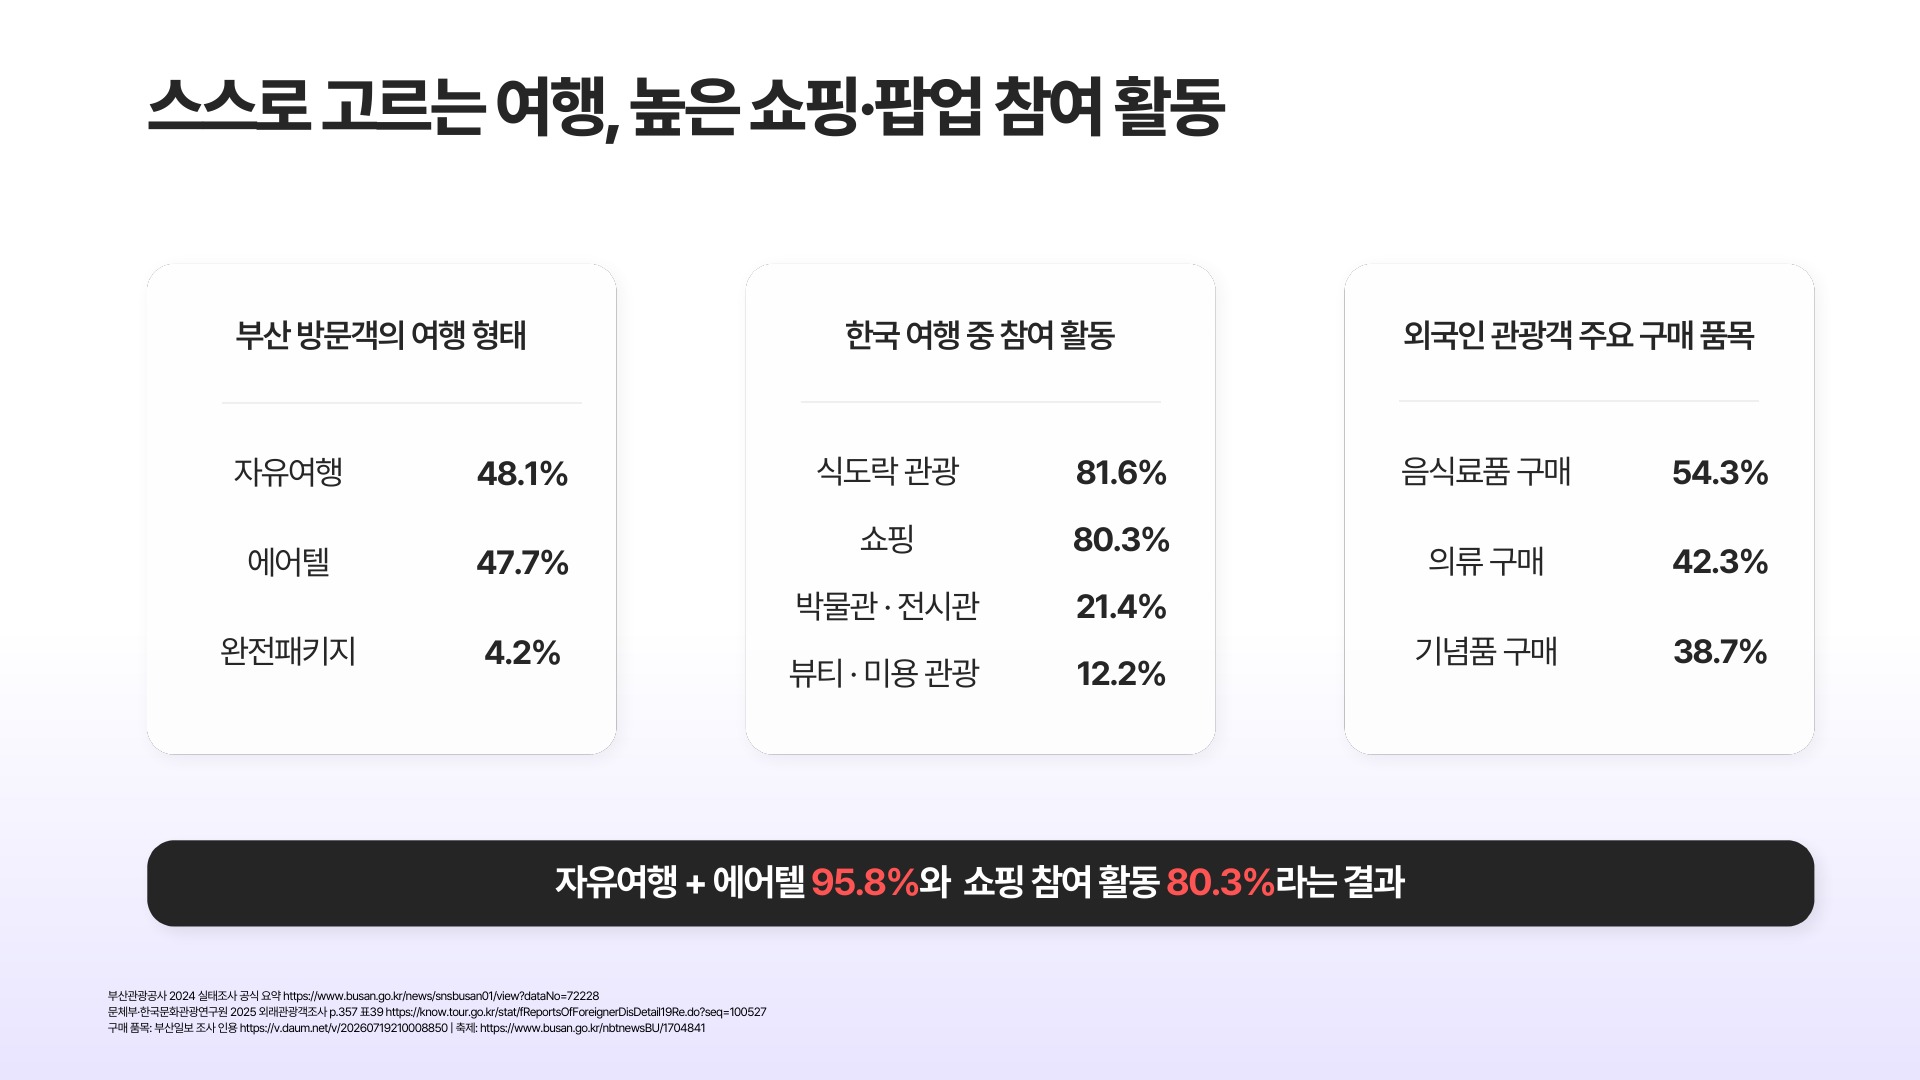 스스로 고르는 여행, 높은 쇼핑·팝업 참여 활동
부산 방문객의 여행 형태
자유여행 48.1%
에어텔 47.7%
완전패키지 4.2%
한국 여행 중 참여 활동
식도락 관광 81.6%
쇼핑 80.3%
박물관 · 전시관 21.4%
뷰티 · 미용 관광 12.2%
외국인 관광객 주요 구매 품목
음식료품 구매 54.3%
의류 구매 42.3%
기념품 구매 38.7%
자유여행 + 에어텔 95.8%와 쇼핑 참여 활동 80.3%라는 결과
부산관광공사 2024 실태조사 공식 요약 https://www.busan.go.kr/news/snsbusan01/view?dataNo=72228
문체부·한국문화관광연구원 2025 외래관광객조사 p.357 표39 https://know.tour.go.kr/stat/fReportsOfForeignerDisDetail19Re.do?seq=100527
구매 품목: 부산일보 조사 인용 https://v.daum.net/v/20260719210008850 | 축제: https://www.busan.go.kr/nbtnewsBU/1704841